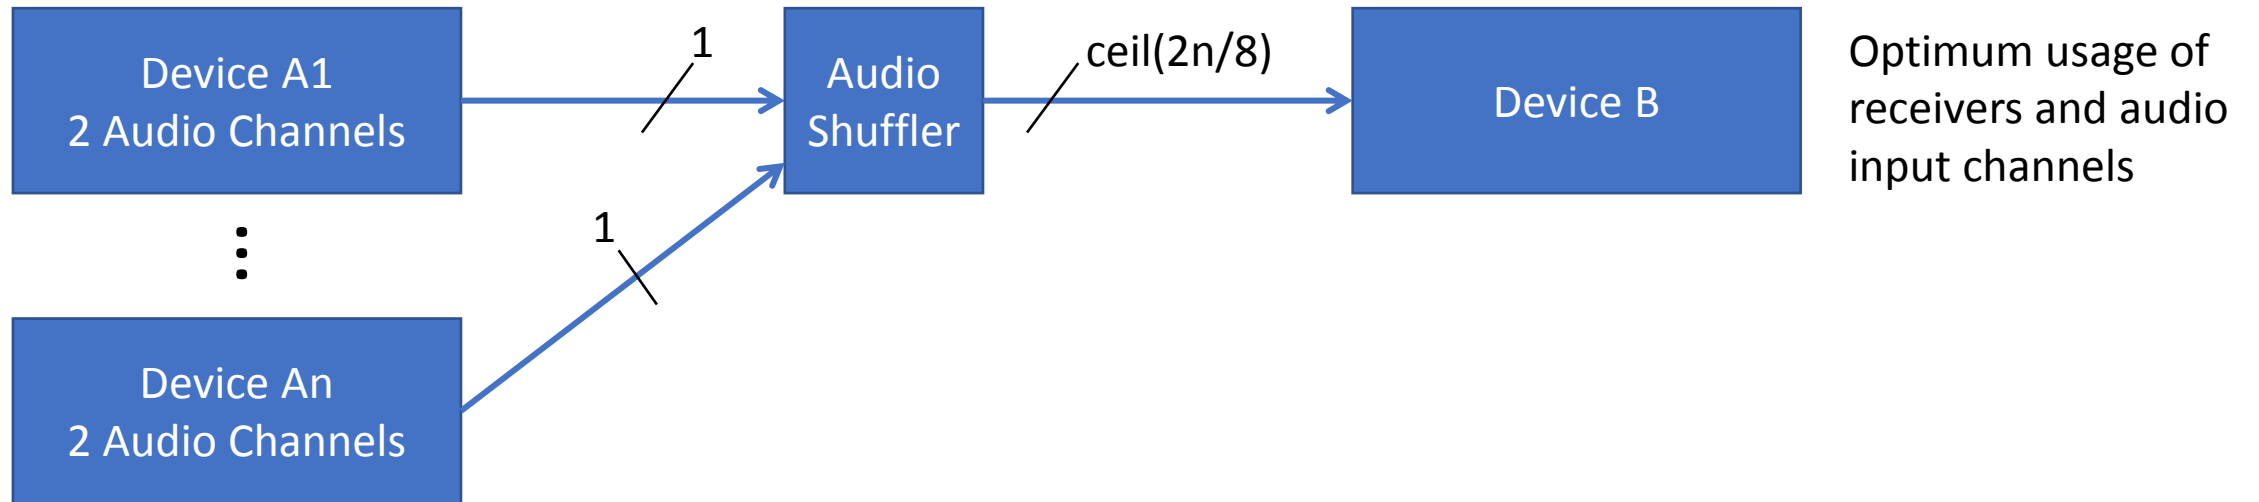 Device A1
2 Audio Channels
1
Audio
Shuffler
ceil(2n/8)
Device B
Optimum usage of
receivers and audio
input channels
⋮
1
Device An
2 Audio Channels